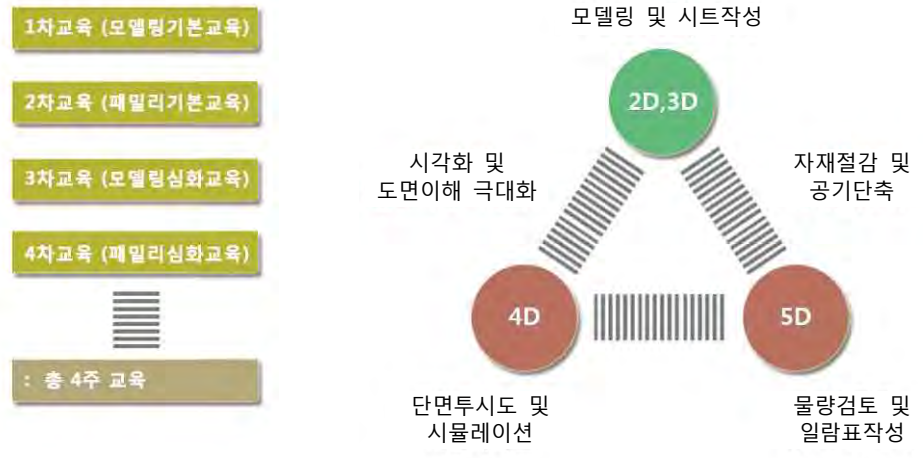 1차교육 (모델링기본교육)
2차교육 (패밀리기본교육)
3차교육 (모델링심화교육)
4차교육 (패밀리심화교육)
: 총 4주 교육
모델링 및 시트작성
2D,3D
시각화 및
도면이해 극대화
자재절감 및
공기단축
4D
5D
단면투시도 및
시뮬레이션
물량검토 및
일람표작성